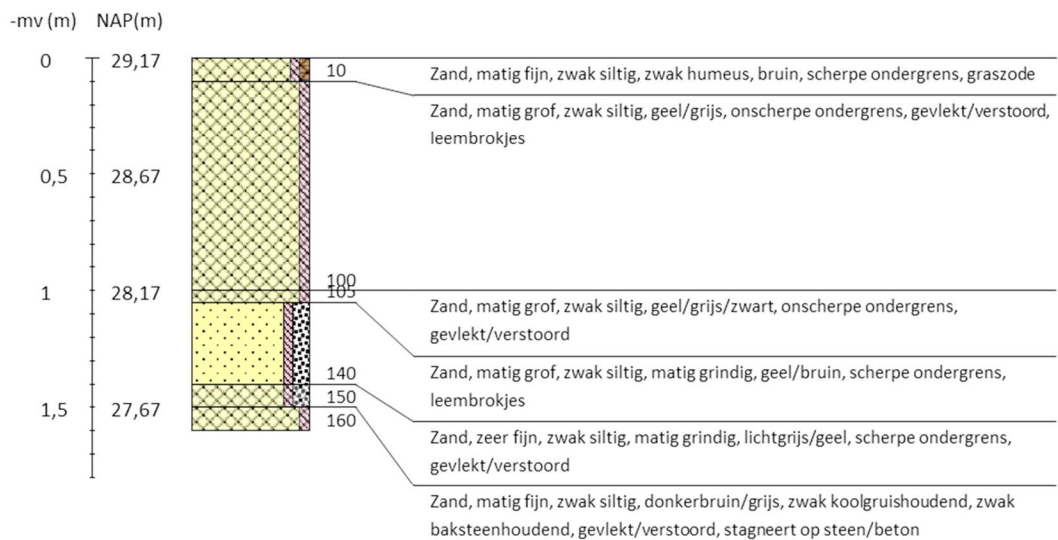 -mv (m) NAP(m)
0 29,17
10
Zand, matig fijn, zwak siltig, zwak humeus, bruin, scherpe ondergrens, graszode
Zand, matig grof, zwak siltig, geel/grijs, onscherpe ondergrens, gevlekt/verstoord,
leembrokjes
0,5 28,67
100
1 28,17
105
Zand, matig grof, zwak siltig, geel/grijs/zwart, onscherpe ondergrens,
gevlekt/verstoord
140
Zand, matig grof, zwak siltig, matig grindig, geel/bruin, scherpe ondergrens,
leembrokjes
150
1,5 27,67
160
Zand, zeer fijn, zwak siltig, matig grindig, lichtgrijs/geel, scherpe ondergrens,
gevlekt/verstoord
Zand, matig fijn, zwak siltig, donkerbruin/grijs, zwak koolgruishoudend, zwak
baksteenhoudend, gevlekt/verstoord, stagneert op steen/beton